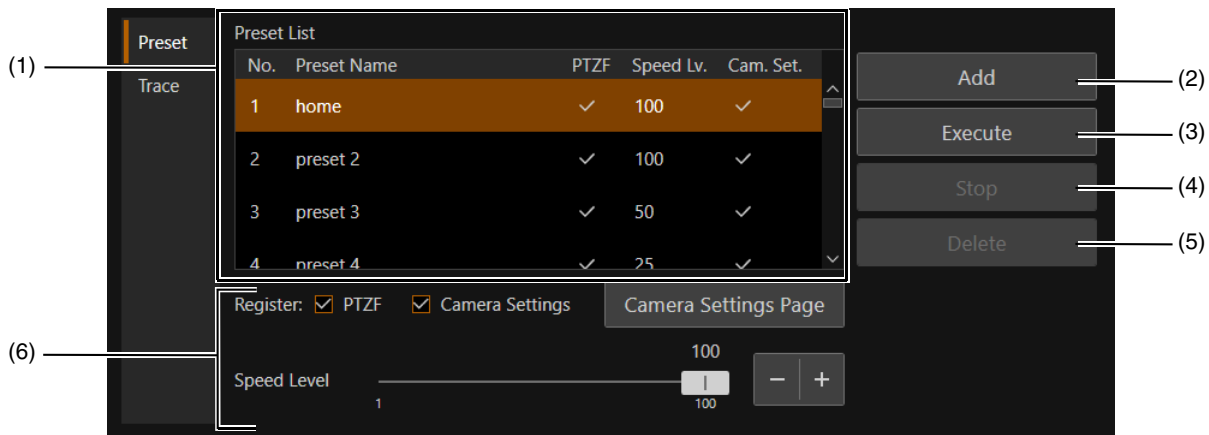 Preset
Trace
Preset List
No. Preset Name PTZF Speed Lv. Cam. Set.
1 home 100
2 preset 2 100
3 preset 3 50
4 preset 4 25
Register: PTZF Camera Settings Camera Settings Page
Speed Level
100
1
100
− +
Add
Execute
Stop
Delete
(1)
(2)
(3)
(4)
(5)
(6)